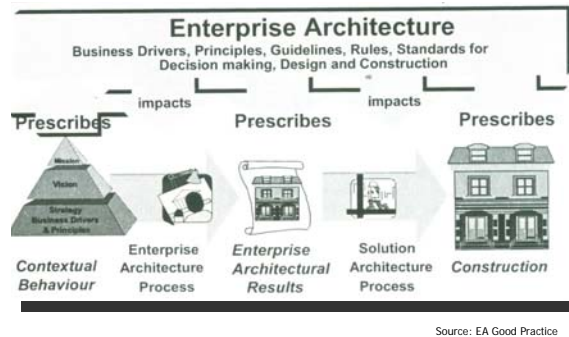 Enterprise Architecture
Business Drivers, Principles, Guidelines, Rules, Standards for
Decision making, Design and Construction
impacts
impacts
Prescribes
Prescribes
Prescribes
Mission
Vision
Strategy
Business Drivers
& Principles
Contextual
Behaviour
Enterprise
Architecture
Process
Enterprise
Architectural
Results
Solution
Architecture
Process
Construction
Source: EA Good Practice